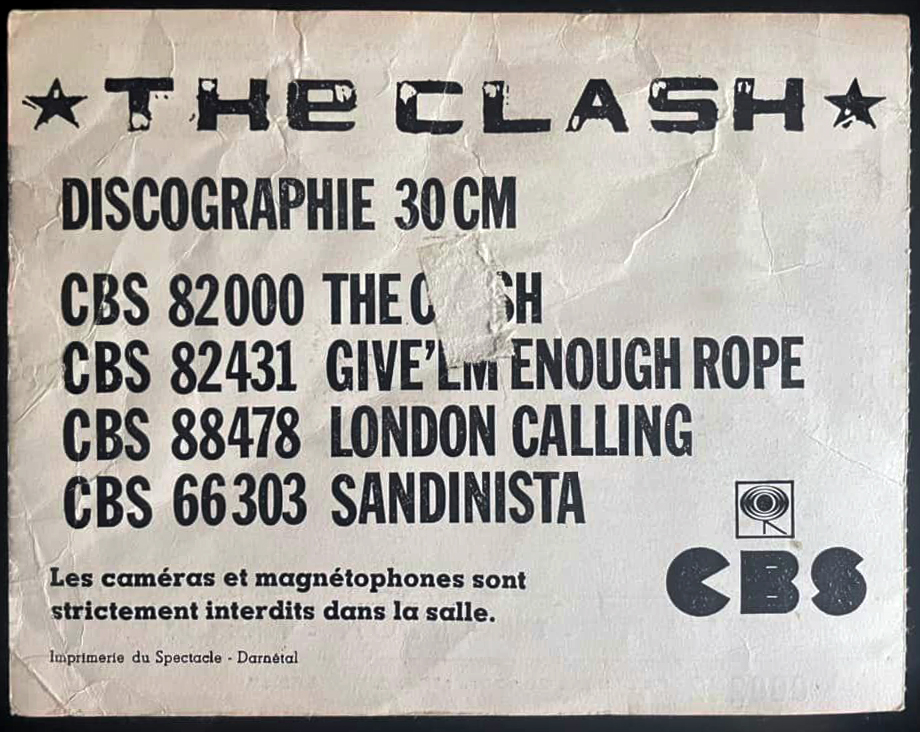 ★ THE CLASH ★
DISCOGRAPHIE 30 CM
CBS 82000 THE C SH
CBS 82431 GIVE'EM ENOUGH ROPE
CBS 88478 LONDON CALLING
CBS 66303 SANDINISTA
CBS
Les caméras et magnétophones sont
strictement interdits dans la salle.
Imprimerie du Spectacle - Darnétal